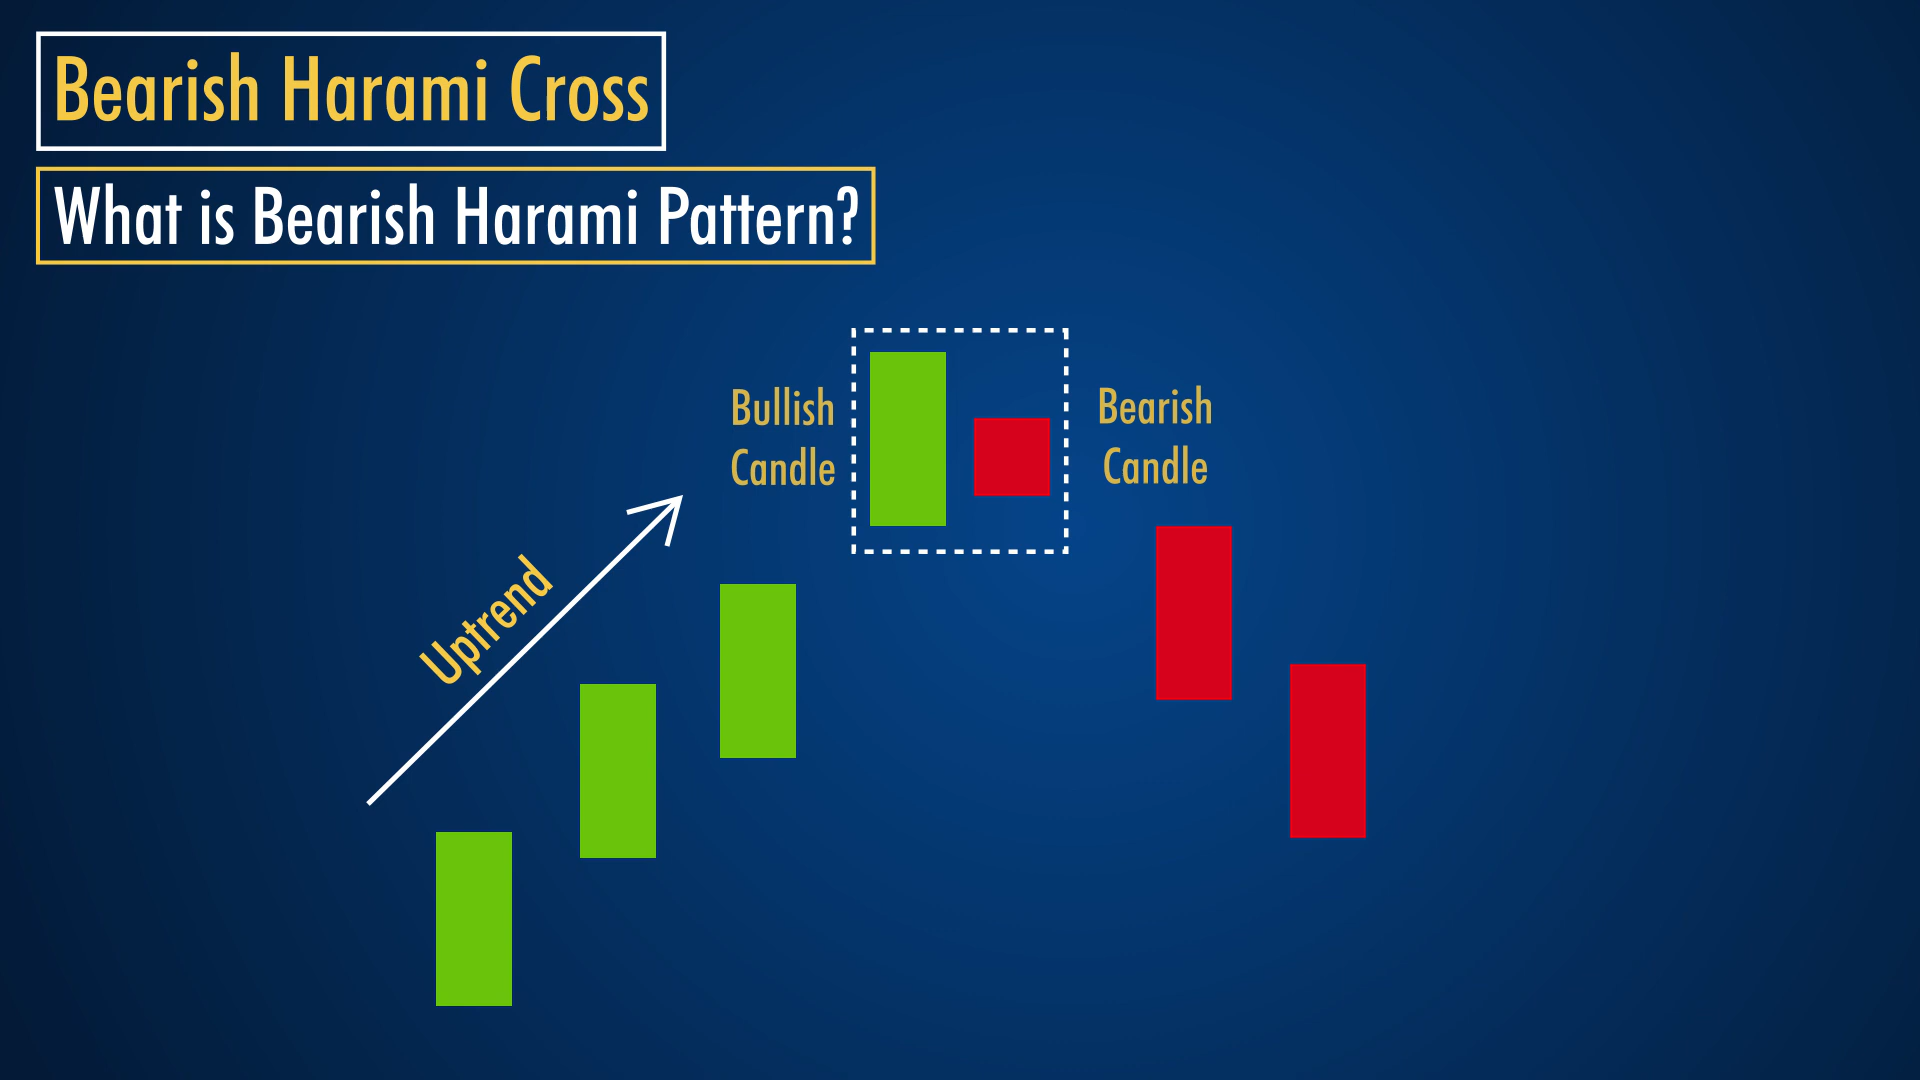 Bearish Harami Cross
What is Bearish Harami Pattern?
Bullish
Candle
Bearish
Candle
Uptrend